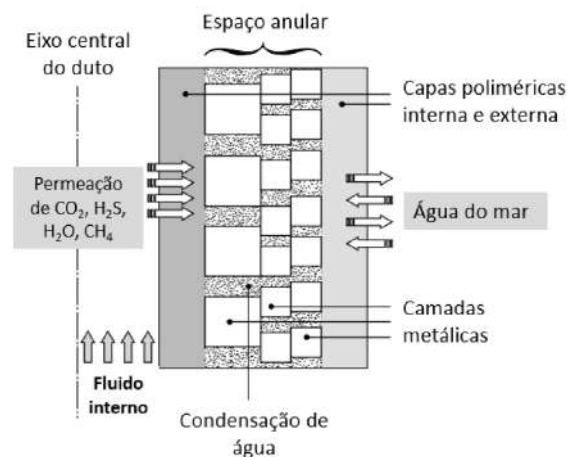 Espaço anular
Eixo central
do duto
Capas poliméricas
interna e externa
Permeação
de CO₂, H₂S,
H₂O, CH₄
Água do mar
Camadas
metálicas
Fluido
interno
Condensação de
água